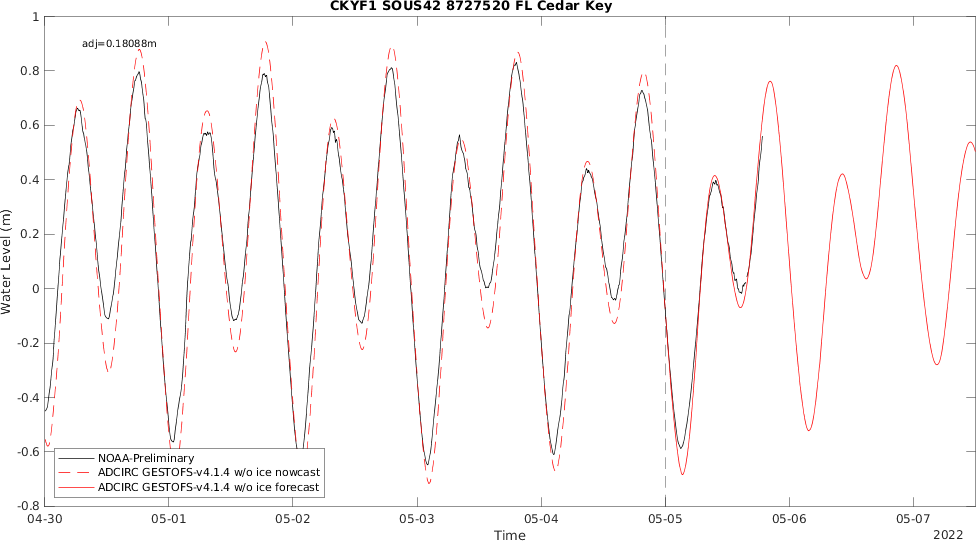 CKYF1 SOUS42 8727520 FL Cedar Key
adj=0.18088m
Water Level (m)
1
0.8
0.6
0.4
0.2
0
-0.2
-0.4
-0.6
-0.8
NOAA-Preliminary
ADCIRC GESTOFS-v4.1.4 w/o ice nowcast
ADCIRC GESTOFS-v4.1.4 w/o ice forecast
04-30 05-01 05-02 05-03 05-04 05-05 05-06 05-07
Time
2022